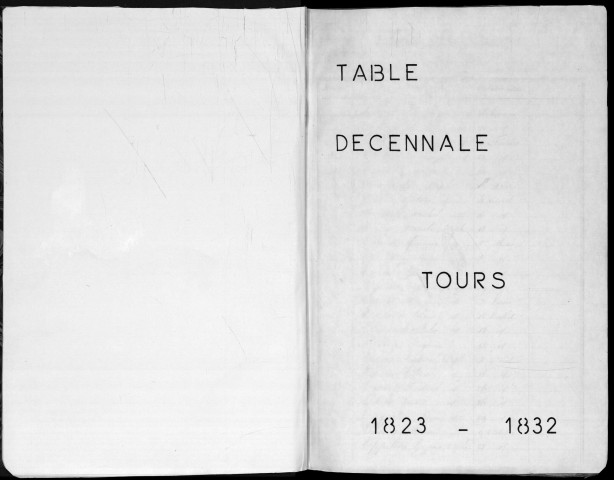 TABLE
DECENNALE
TOURS
1823 - 1832